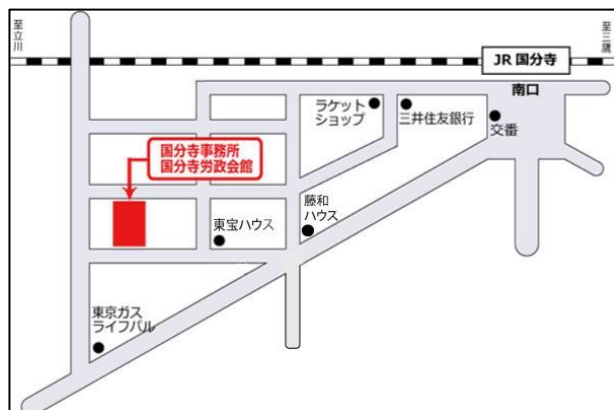 至立川
至三鷹
JR 国分寺
南口
ラケット
ショップ
三井住友銀行
交番
国分寺事務所
国分寺労政会館
藤和
ハウス
東宝ハウス
東京ガス
ライフバル